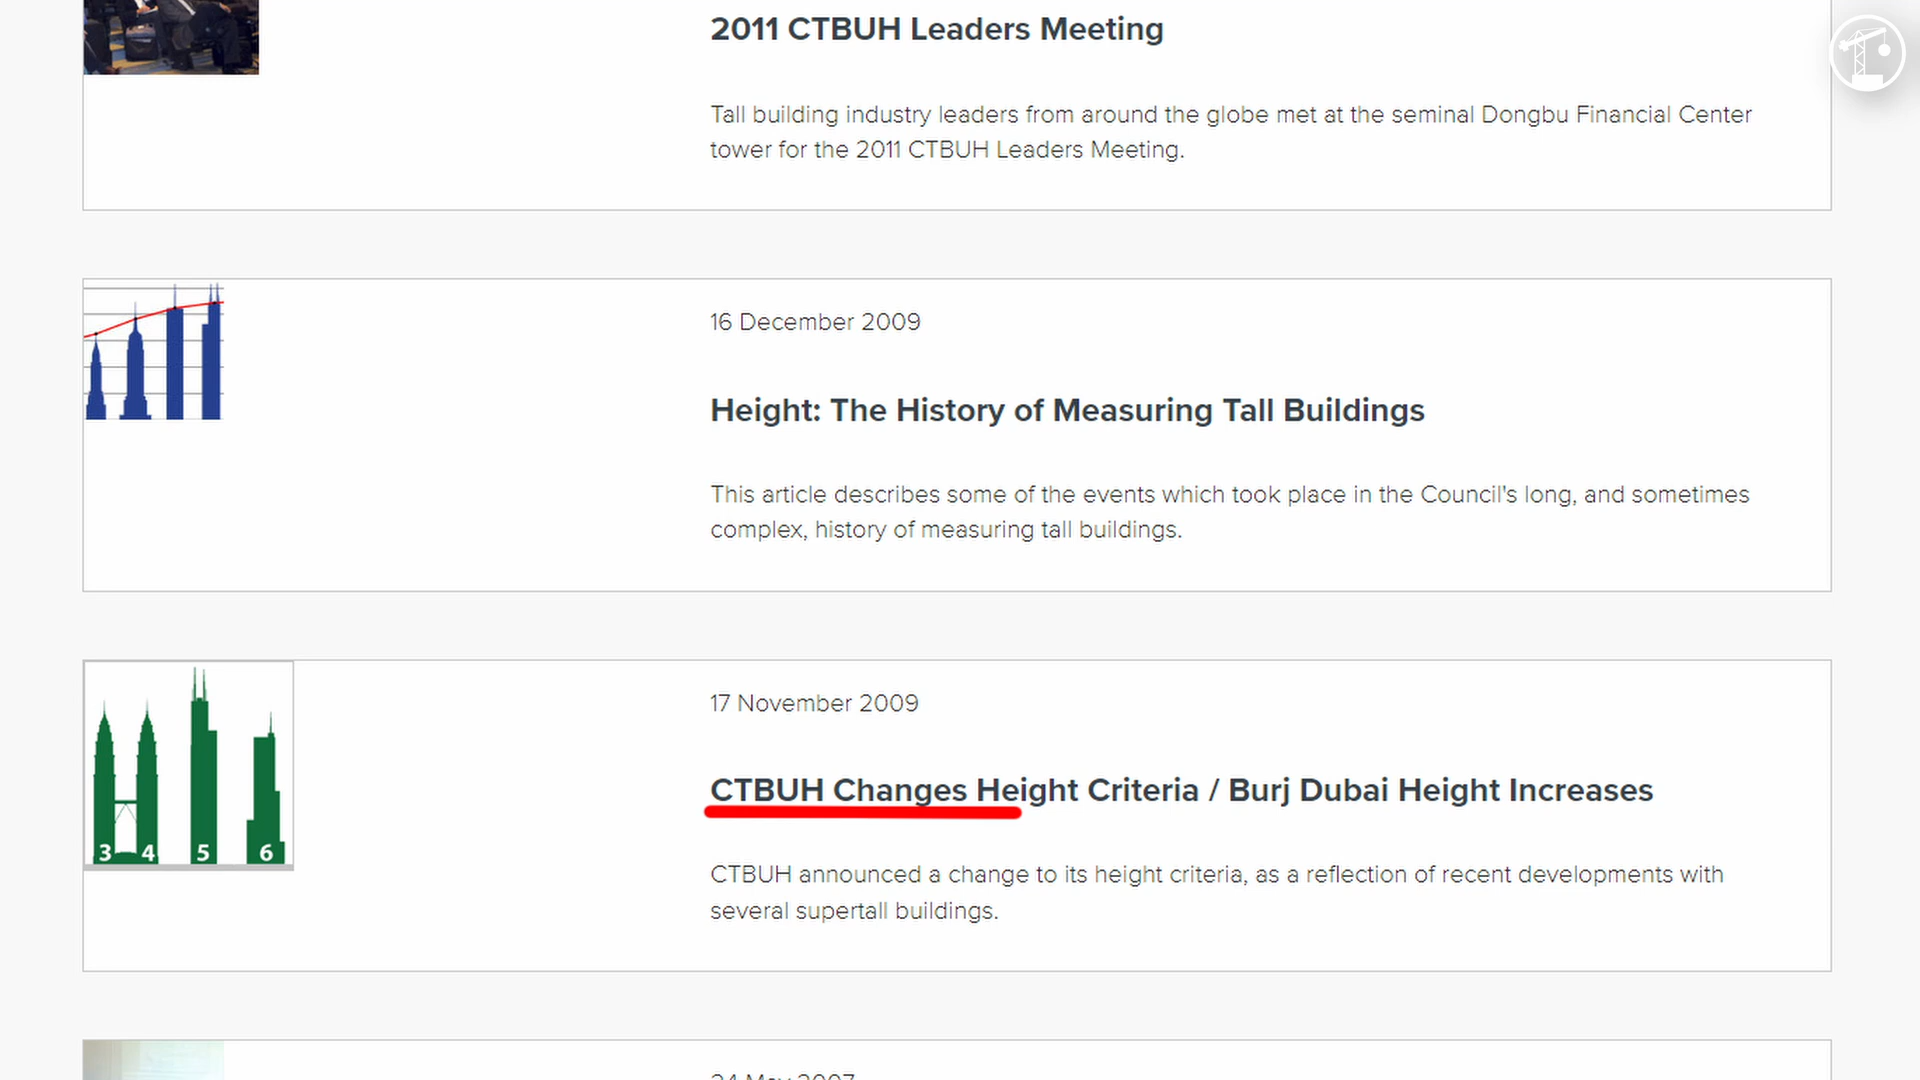 2011 CTBUH Leaders Meeting
Tall building industry leaders from around the globe met at the seminal Dongbu Financial Center
tower for the 2011 CTBUH Leaders Meeting.
16 December 2009
Height: The History of Measuring Tall Buildings
This article describes some of the events which took place in the Council's long, and sometimes
complex, history of measuring tall buildings.
17 November 2009
CTBUH Changes Height Criteria / Burj Dubai Height Increases
CTBUH announced a change to its height criteria, as a reflection of recent developments with
several supertall buildings.
3 4 5 6
24 May 2007